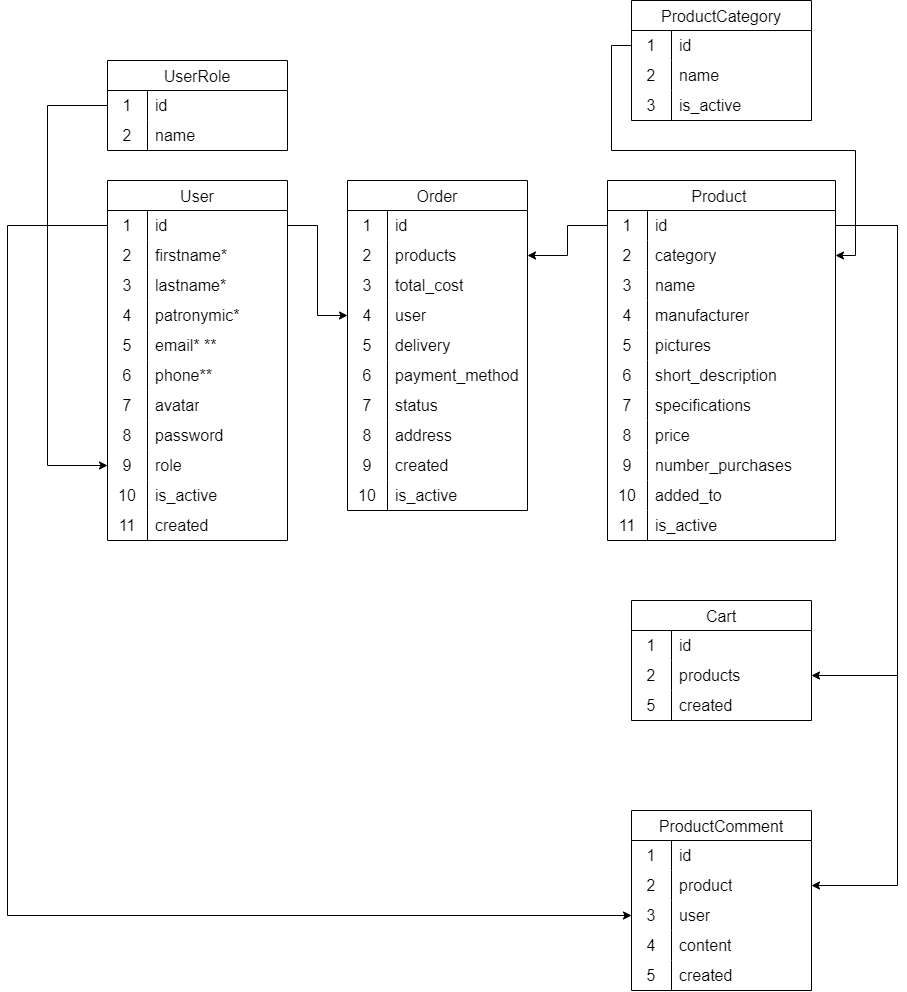 ProductCategory
1 id
2 name
3 is_active
UserRole
1 id
2 name
User
1 id
2 firstname*
3 lastname*
4 patronymic*
5 email* **
6 phone**
7 avatar
8 password
9 role
10 is_active
11 created
Order
1 id
2 products
3 total_cost
4 user
5 delivery
6 payment_method
7 status
8 address
9 created
10 is_active
Product
1 id
2 category
3 name
4 manufacturer
5 pictures
6 short_description
7 specifications
8 price
9 number_purchases
10 added_to
11 is_active
Cart
1 id
2 products
5 created
ProductComment
1 id
2 product
3 user
4 content
5 created